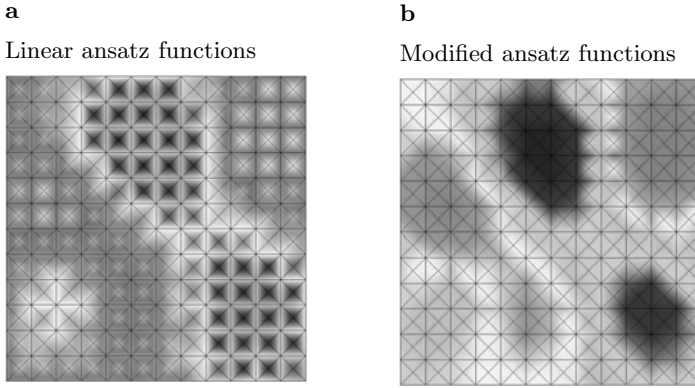 a
Linear ansatz functions
b
Modified ansatz functions